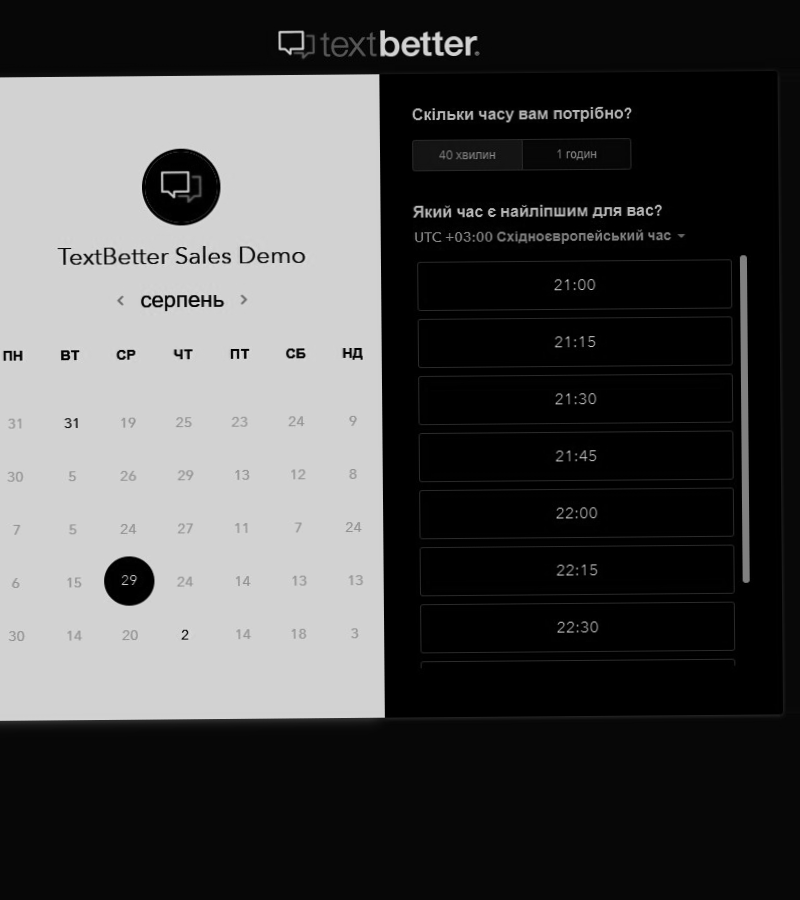 textbetter.
TextBetter Sales Demo
серпень
ПН ВТ СР ЧТ ПТ СБ НД
31 31 19 25 23 24 9
30 5 26 29 13 12 8
7 5 24 27 11 7 24
6 15 29 24 14 13 13
30 14 20 2 14 18 3
Скільки часу вам потрібно?
40 хвилин 1 годин
Який час є найліпшим для вас?
UTC +03:00 Східноєвропейський час
21:00
21:15
21:30
21:45
22:00
22:15
22:30